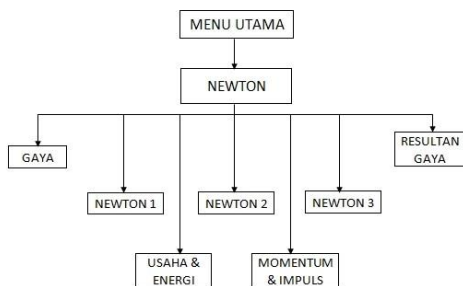 MENU UTAMA
NEWTON
GAYA
RESULTAN
GAYA
NEWTON 1
NEWTON 2
NEWTON 3
USAHA &
ENERGI
MOMENTUM
& IMPULS